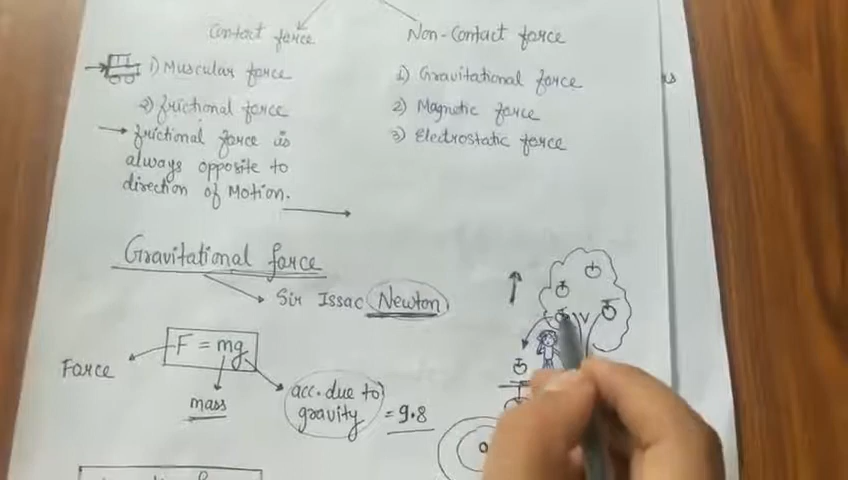 Contact force
Non-Contact force
1) Muscular force
2) frictional force
frictional force is
always opposite to
direction of Motion.
1) Gravitational force
2) Magnetic force
3) Electrostatic force
Gravitational force
Sir Issac Newton
F = mg
Force
mass
acc. due to
gravity = 9.8